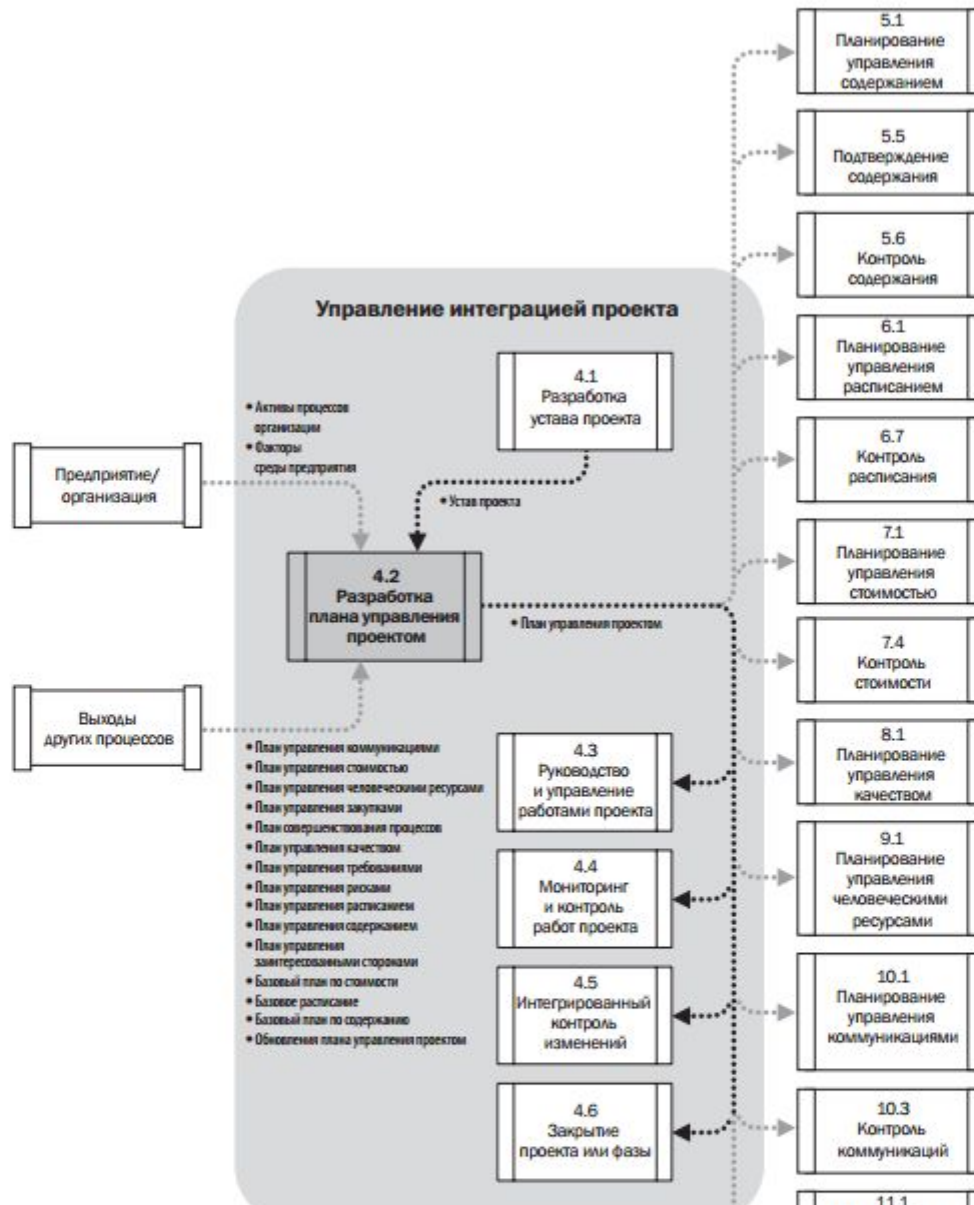 Управление интеграцией проекта
• Активы процессов
организации
• Факторы
среды предприятия
4.1
Разработка
устава проекта
Предприятие/
организация
• Устав проекта
4.2
Разработка
плана управления
проектом
• План управления проектом
Выходы
других процессов
• План управления коммуникациями
• План управления стоимостью
• План управления человеческими ресурсами
• План управления закупками
• План совершенствования процессов
• План управления качеством
• План управления требованиями
• План управления рисками
• План управления расписанием
• План управления содержанием
• План управления
заинтересованными сторонами
• Базовый план по стоимости
• Базовое расписание
• Базовый план по содержанию
• Обновления плана управления проектом
4.3
Руководство
и управление
работами проекта
4.4
Мониторинг
и контроль
работ проекта
4.5
Интегрированный
контроль
изменений
4.6
Закрытие
проекта или фазы
5.1
Планирование
управления
содержанием
5.5
Подтверждение
содержания
5.6
Контроль
содержания
6.1
Планирование
управления
расписанием
6.7
Контроль
расписания
7.1
Планирование
управления
стоимостью
7.4
Контроль
стоимости
8.1
Планирование
управления
качеством
9.1
Планирование
управления
человеческими
ресурсами
10.1
Планирование
управления
коммуникациями
10.3
Контроль
коммуникаций
11.1